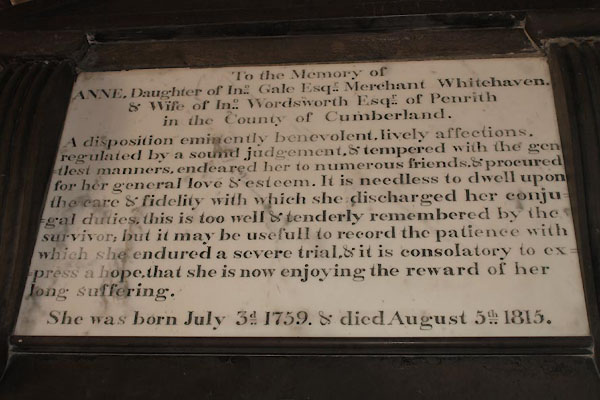 To the Memory of
ANNE, Daughter of Jnº. Gale Esqr. Merchant Whitehaven,
& Wife of Jnº. Wordsworth Esqr. of Penrith
in the County of Cumberland.
A disposition eminently benevolent, lively affections,
regulated by a sound judgement, & tempered with the gen
tlest manners, endeared her to numerous friends, & procured
for her general love & esteem. It is needless to dwell upon
the care & fidelity with which she discharged her conju=
=gal duties, this is too well & tenderly remembered by the
survivor; but it may be usefull to record the patience with
which she endured a severe trial, & it is consolatory to ex=
=press a hope, that she is now enjoying the reward of her
long suffering.
She was born July 3d. 1759. & died August 5th. 1815.